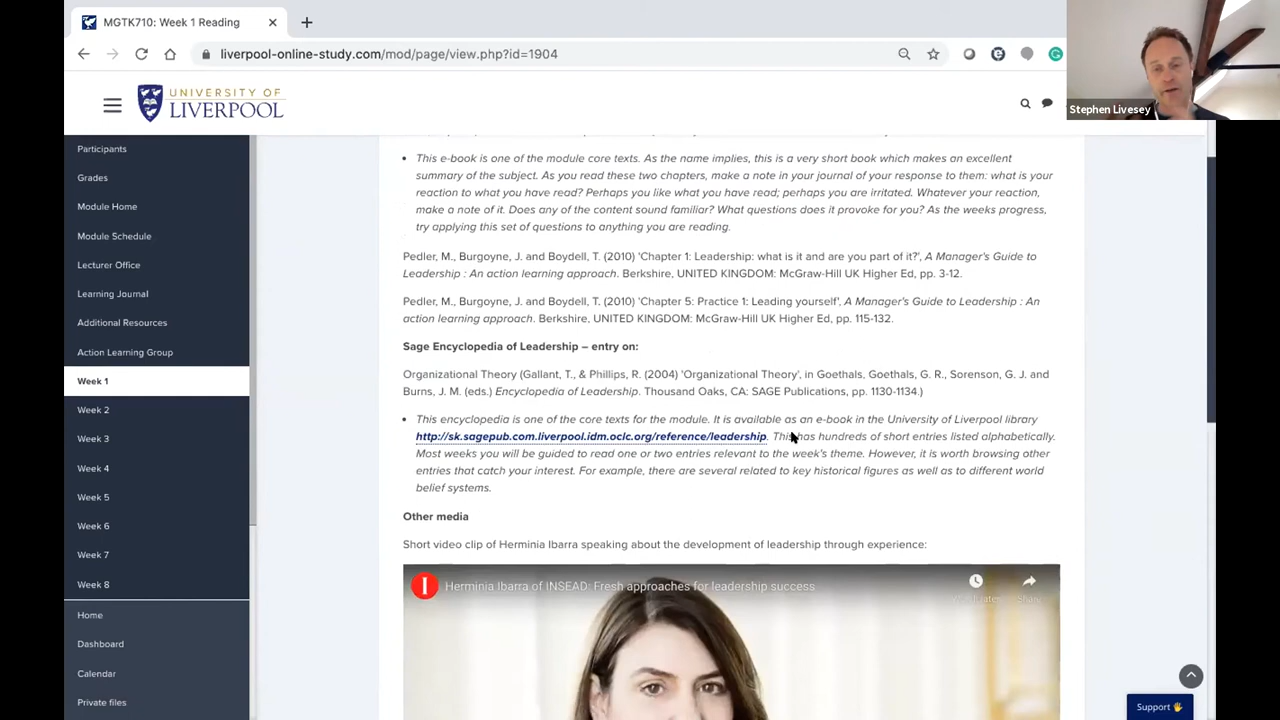 MGTK710: Week 1 Reading
liverpool-online-study.com/mod/page/view.php?id=1904
Stephen Livesey
UNIVERSITY OF
LIVERPOOL
Participants
Grades
Module Home
Module Schedule
Lecturer Office
Learning Journal
Additional Resources
Action Learning Group
Week 1
Week 2
Week 3
Week 4
Week 5
Week 6
Week 7
Week 8
Home
Dashboard
Calendar
Private files
• This e-book is one of the module core texts. As the name implies, this is a very short book which makes an excellent
summary of the subject. As you read these two chapters, make a note in your journal of your response to them: what is your
reaction to what you have read? Perhaps you like what you have read; perhaps you are irritated. Whatever your reaction,
make a note of it. Does any of the content sound familiar? What questions does it provoke for you? As the weeks progress,
try applying this set of questions to anything you are reading.
Pedler, M., Burgoyne, J. and Boydell, T. (2010) 'Chapter 1: Leadership: what is it and are you part of it?', A Manager's Guide to
Leadership : An action learning approach. Berkshire, UNITED KINGDOM: McGraw-Hill UK Higher Ed, pp. 3-12.
Pedler, M., Burgoyne, J. and Boydell, T. (2010) 'Chapter 5: Practice 1: Leading yourself', A Manager's Guide to Leadership : An
action learning approach. Berkshire, UNITED KINGDOM: McGraw-Hill UK Higher Ed, pp. 115-132.
Sage Encyclopedia of Leadership – entry on:
Organizational Theory (Gallant, T., & Phillips, R. (2004) 'Organizational Theory', in Goethals, Goethals, G. R., Sorenson, G. J. and
Burns, J. M. (eds.) Encyclopedia of Leadership. Thousand Oaks, CA: SAGE Publications, pp. 1130-1134.)
• This encyclopedia is one of the core texts for the module. It is available as an e-book in the University of Liverpool library
http://sk.sagepub.com.liverpool.idm.oclc.org/reference/leadership. This has hundreds of short entries listed alphabetically.
Most weeks you will be guided to read one or two entries relevant to the week's theme. However, it is worth browsing other
entries that catch your interest. For example, there are several related to key historical figures as well as to different world
belief systems.
Other media
Short video clip of Herminia Ibarra speaking about the development of leadership through experience:
Herminia Ibarra of INSEAD: Fresh approaches for leadership success
Share
Support